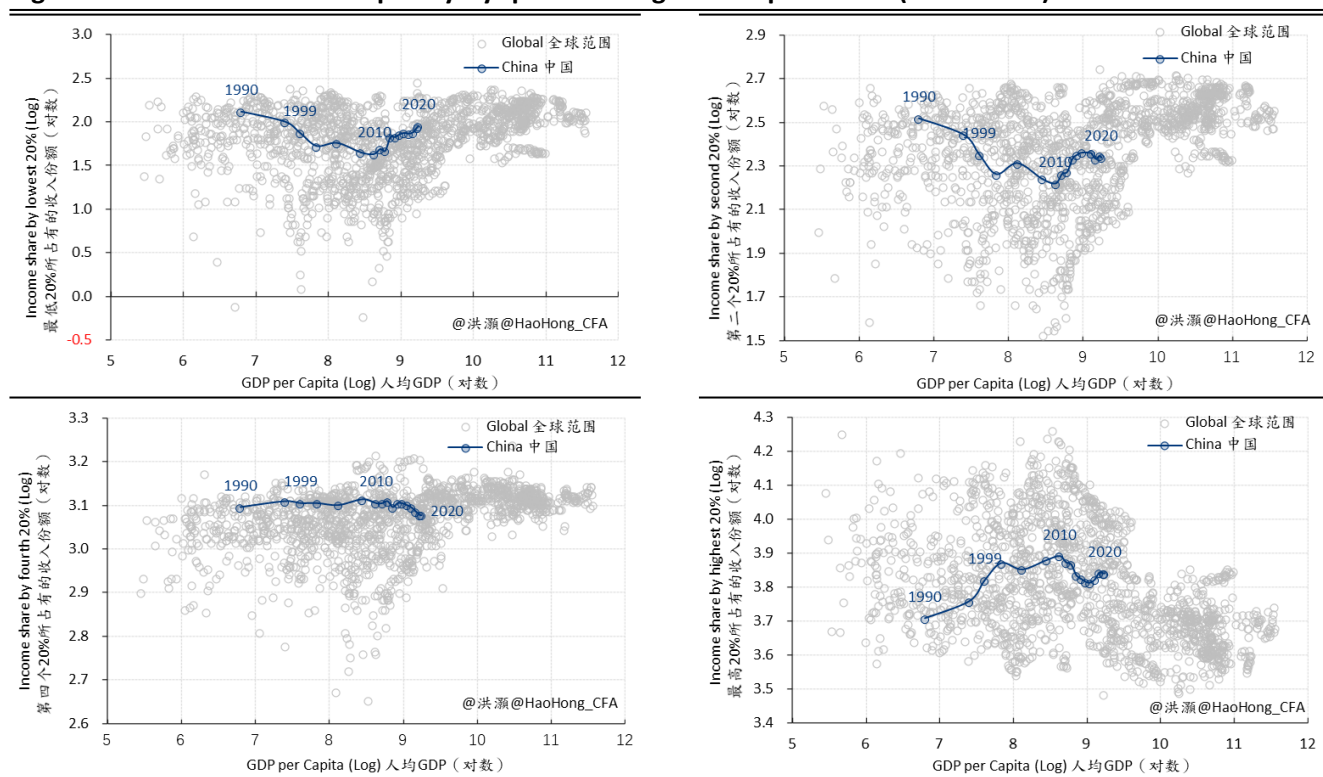 3.0
2.5
2.0
1.5
1.0
0.5
0.0
-0.5
Income share by lowest 20% (Log)
最低20%所占有的收入份额（对数）
Global 全球范围
China 中国
1990
1999
2010
2020
@洪灝@HaoHong_CFA
5 6 7 8 9 10 11 12
GDP per Capita (Log) 人均GDP（对数）
2.9
2.7
2.5
2.3
2.1
1.9
1.7
1.5
Income share by second 20% (Log)
第二个20%所占有的收入份额（对数）
Global 全球范围
China 中国
1990
1999
2010
2020
@洪灝@HaoHong_CFA
5 6 7 8 9 10 11 12
GDP per Capita (Log) 人均GDP（对数）
3.3
3.2
3.1
3.0
2.9
2.8
2.7
2.6
Income share by fourth 20% (Log)
第四个20%所占有的收入份额（对数）
Global 全球范围
China 中国
1990
1999
2010
2020
@洪灝@HaoHong_CFA
5 6 7 8 9 10 11 12
GDP per Capita (Log) 人均GDP（对数）
4.3
4.2
4.1
4.0
3.9
3.8
3.7
3.6
3.5
3.4
Income share by highest 20% (Log)
最高20%所占有的收入份额（对数）
Global 全球范围
China 中国
1990
1999
2010
2020
@洪灝@HaoHong_CFA
5 6 7 8 9 10 11 12
GDP per Capita (Log) 人均GDP（对数）